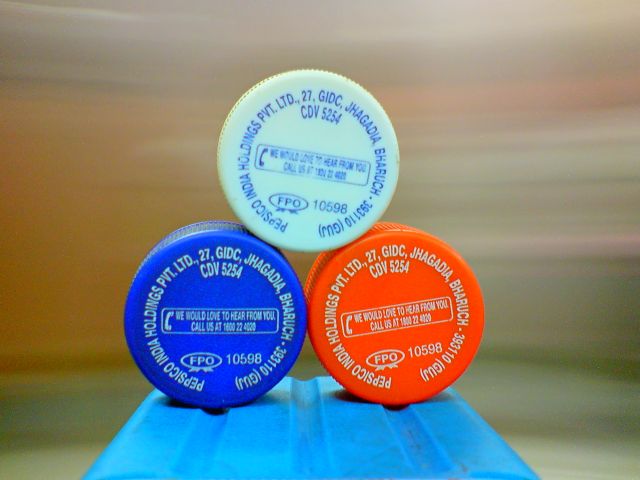 PEPSICO INDIA HOLDINGS PVT. LTD., 27, GIDC, JHAGADIA, BHARUCH - 393110 (GUJ)
CDV 5254
WE WOULD LOVE TO HEAR FROM YOU.
CALL US AT 1800 22 4020
FPO 10598
PEPSICO INDIA HOLDINGS PVT. LTD., 27, GIDC, JHAGADIA, BHARUCH - 393110 (GUJ)
CDV 5254
WE WOULD LOVE TO HEAR FROM YOU.
CALL US AT 1600 22 4020
FPO 10598
PEPSICO INDIA HOLDINGS PVT. LTD., 27, GIDC, JHAGADIA, BHARUCH - 393110 (GUJ)
CDV 5254
WE WOULD LOVE TO HEAR FROM YOU.
CALL US AT 1600 22 4020
FPO 10598